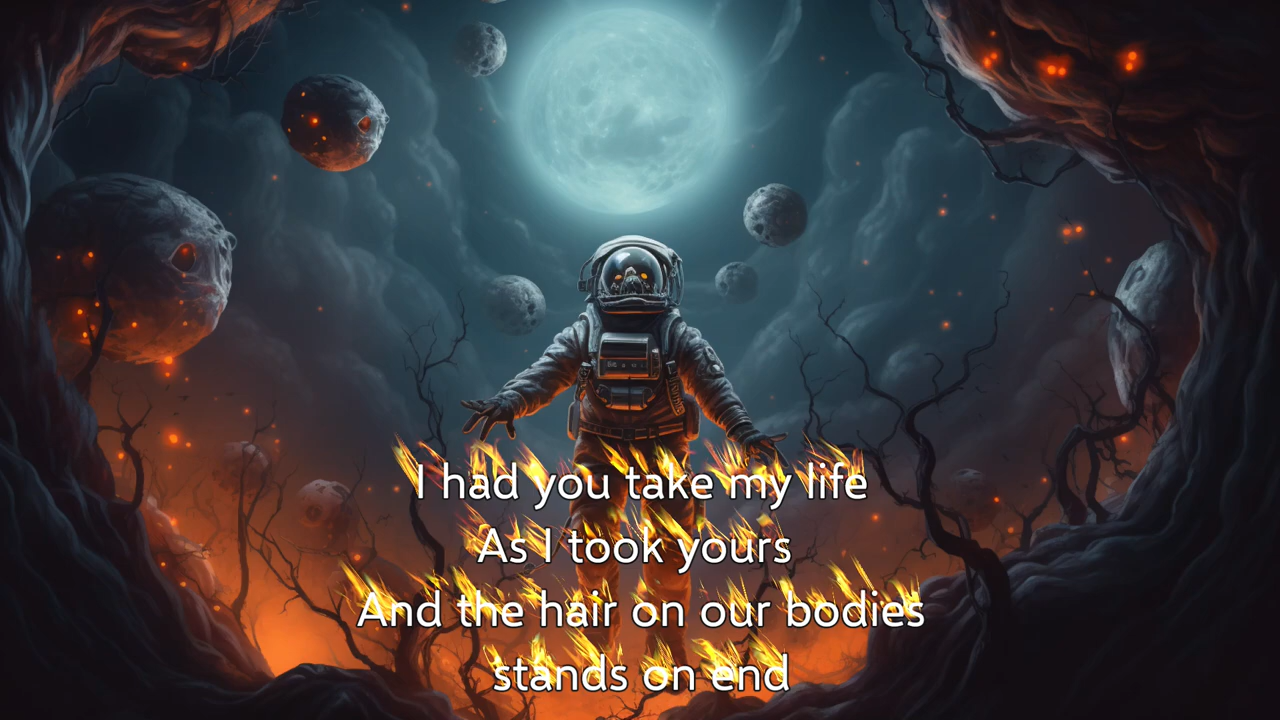 I had you take my life
As I took yours
And the hair on our bodies
stands on end